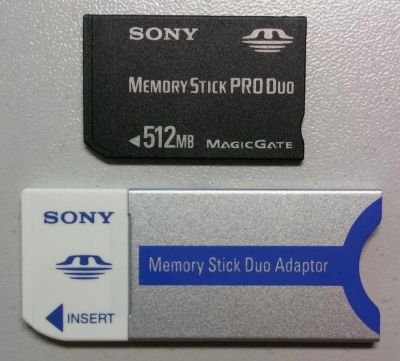 SONY
MEMORY STICK PRO DUO
512MB MAGICGATE
SONY
Memory Stick Duo Adaptor
INSERT